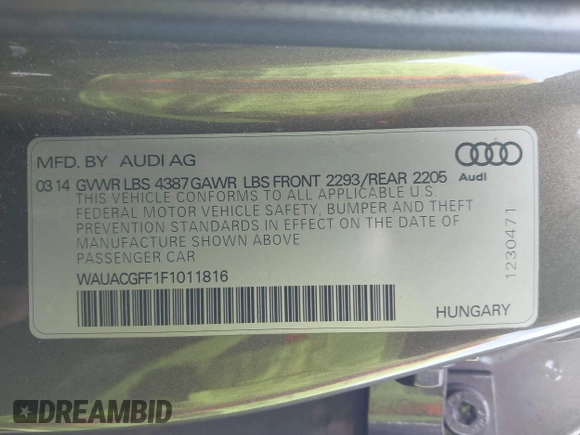 MFD. BY AUDI AG
Audi
03 14 GVWR LBS 4387 GAWR LBS FRONT 2293/REAR 2205
THIS VEHICLE CONFORMS TO ALL APPLICABLE U.S.
FEDERAL MOTOR VEHICLE SAFETY, BUMPER AND THEFT
PREVENTION STANDARDS IN EFFECT ON THE DATE OF
MANUFACTURE SHOWN ABOVE
PASSENGER CAR
WAUACGFF1F1011816
1230471
HUNGARY
DREAMBID